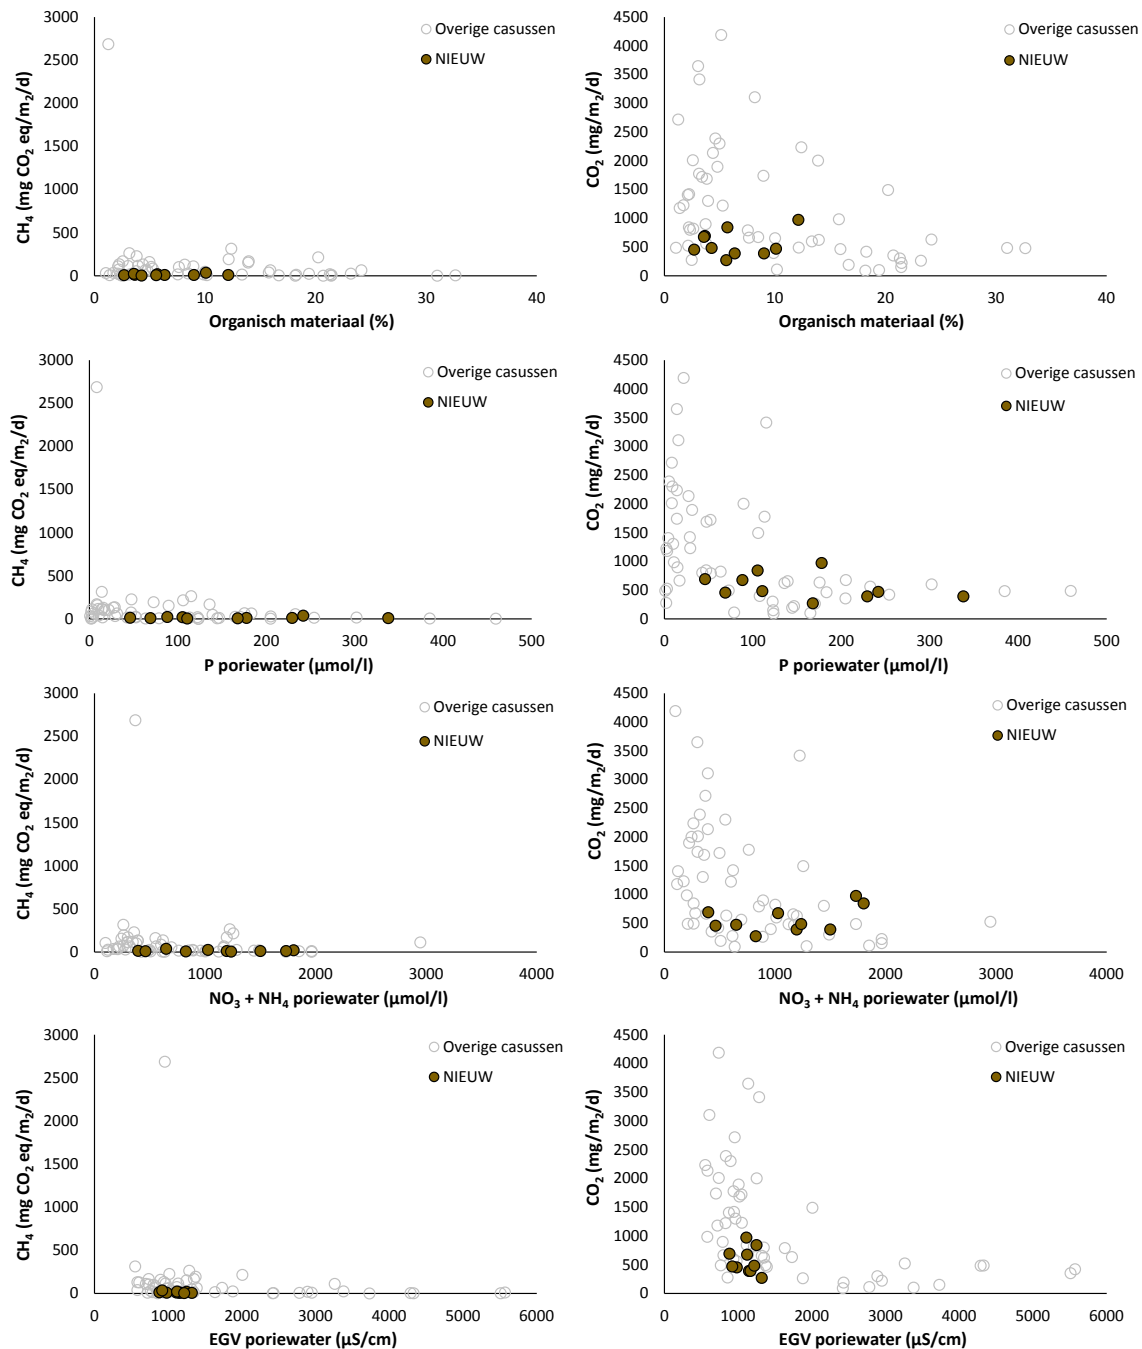 CH₄ (mg CO₂ eq/m₂/d)
3000
2500
2000
1500
1000
500
0
0 10 20 30 40
Organisch materiaal (%)
Overige casussen
NIEUW
CO₂ (mg/m₂/d)
4500
4000
3500
3000
2500
2000
1500
1000
500
0
0 10 20 30 40
Organisch materiaal (%)
Overige casussen
NIEUW
CH₄ (mg CO₂ eq/m₂/d)
3000
2500
2000
1500
1000
500
0
0 100 200 300 400 500
P poriewater (µmol/l)
Overige casussen
NIEUW
CO₂ (mg/m₂/d)
4500
4000
3500
3000
2500
2000
1500
1000
500
0
0 100 200 300 400 500
P poriewater (µmol/l)
Overige casussen
NIEUW
CH₄ (mg CO₂ eq/m₂/d)
3000
2500
2000
1500
1000
500
0
0 1000 2000 3000 4000
NO₃ + NH₄ poriewater (µmol/l)
Overige casussen
NIEUW
CO₂ (mg/m₂/d)
4500
4000
3500
3000
2500
2000
1500
1000
500
0
0 1000 2000 3000 4000
NO₃ + NH₄ poriewater (µmol/l)
Overige casussen
NIEUW
CH₄ (mg CO₂ eq/m₂/d)
3000
2500
2000
1500
1000
500
0
0 1000 2000 3000 4000 5000 6000
EGV poriewater (µS/cm)
Overige casussen
NIEUW
CO₂ (mg/m₂/d)
4500
4000
3500
3000
2500
2000
1500
1000
500
0
0 1000 2000 3000 4000 5000 6000
EGV poriewater (µS/cm)
Overige casussen
NIEUW